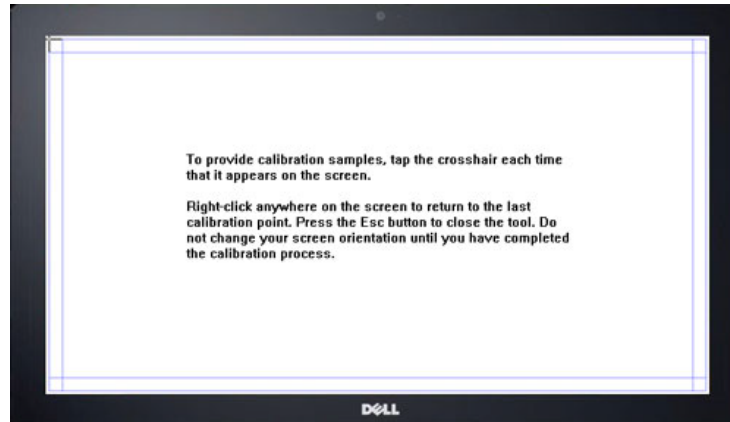 To provide calibration samples, tap the crosshair each time
that it appears on the screen.
Right-click anywhere on the screen to return to the last
calibration point. Press the Esc button to close the tool. Do
not change your screen orientation until you have completed
the calibration process.
DELL